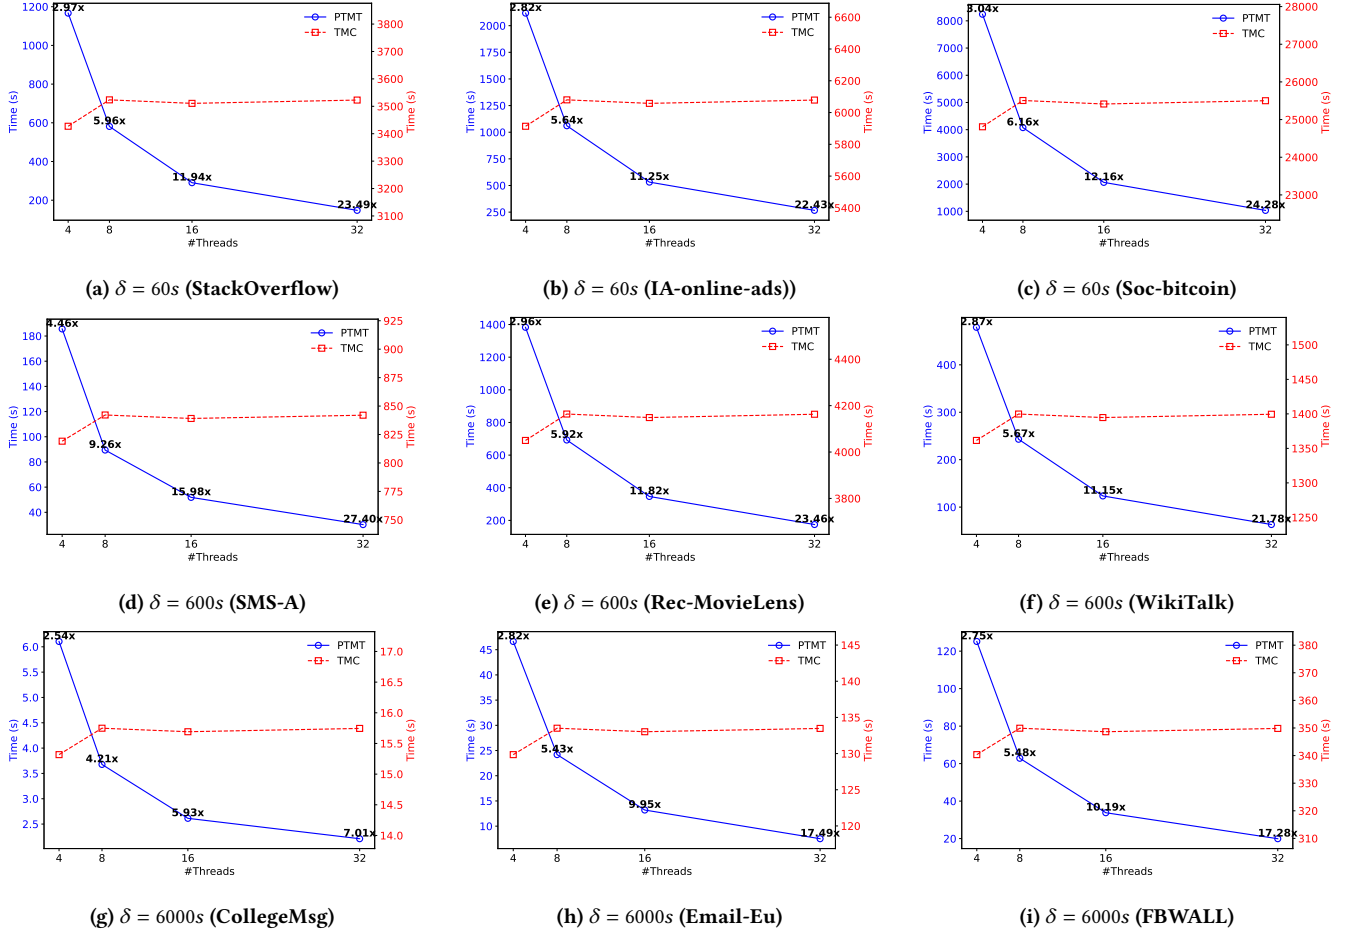 1200
1000
800
600
400
200
Time (s)
2.97x
5.96x
11.94x
23.49x
PTMT
TMC
3800
3700
3600
3500
3400
3300
3200
3100
Time (s)
4
8
16
32
#Threads
(a) δ = 60s (StackOverflow)
2000
1750
1500
1250
1000
750
500
250
Time (s)
2.82x
5.64x
11.25x
22.43x
PTMT
TMC
6600
6400
6200
6000
5800
5600
5400
Time (s)
4
8
16
32
#Threads
(b) δ = 60s (IA-online-ads))
8000
7000
6000
5000
4000
3000
2000
1000
Time (s)
3.04x
6.16x
12.16x
24.28x
PTMT
TMC
28000
27000
26000
25000
24000
23000
Time (s)
4
8
16
32
#Threads
(c) δ = 60s (Soc-bitcoin)
180
160
140
120
100
80
60
40
Time (s)
4.46x
9.26x
15.98x
27.40x
PTMT
TMC
925
900
875
850
825
800
775
750
Time (s)
4
8
16
32
#Threads
(d) δ = 600s (SMS-A)
1400
1200
1000
800
600
400
200
Time (s)
2.96x
5.92x
11.82x
23.46x
PTMT
TMC
4400
4200
4000
3800
Time (s)
4
8
16
32
#Threads
(e) δ = 600s (Rec-MovieLens)
400
300
200
100
Time (s)
2.87x
5.67x
11.15x
21.78x
PTMT
TMC
1500
1450
1400
1350
1300
1250
Time (s)
4
8
16
32
#Threads
(f) δ = 600s (WikiTalk)
6.0
5.5
5.0
4.5
4.0
3.5
3.0
2.5
Time (s)
2.54x
4.21x
5.93x
7.01x
PTMT
TMC
17.0
16.5
16.0
15.5
15.0
14.5
14.0
Time (s)
4
8
16
32
#Threads
(g) δ = 6000s (CollegeMsg)
45
40
35
30
25
20
15
10
Time (s)
2.82x
5.43x
9.95x
17.49x
PTMT
TMC
145
140
135
130
125
120
Time (s)
4
8
16
32
#Threads
(h) δ = 6000s (Email-Eu)
120
100
80
60
40
20
Time (s)
2.75x
5.48x
10.19x
17.28x
PTMT
TMC
380
370
360
350
340
330
320
310
Time (s)
4
8
16
32
#Threads
(i) δ = 6000s (FBWALL)